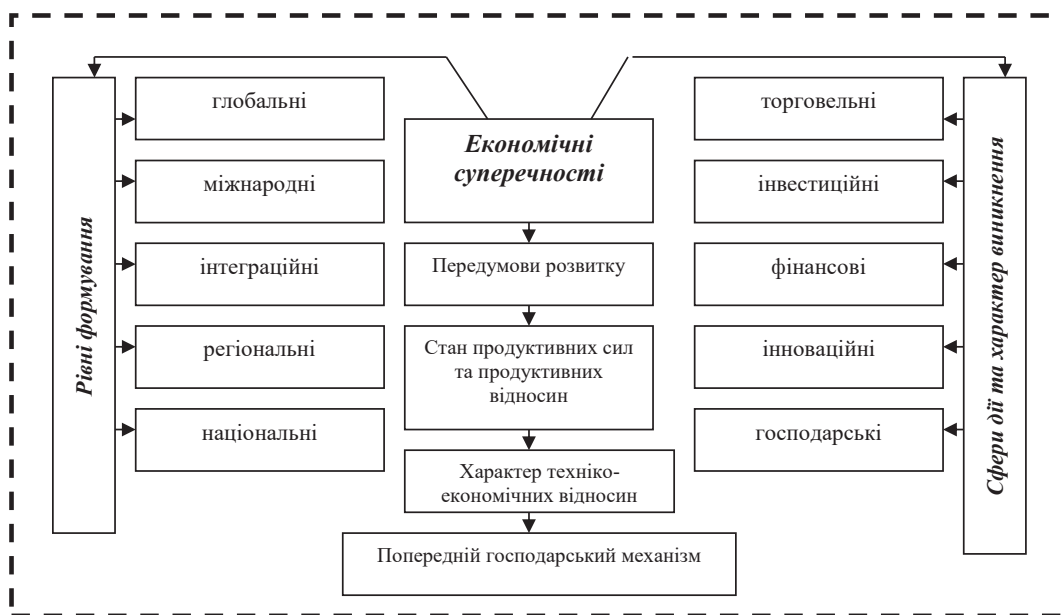 Рівні формування
глобальні
міжнародні
інтеграційні
регіональні
національні
Економічні
суперечності
Передумови розвитку
Стан продуктивних сил
та продуктивних
відносин
Характер техніко-
економічних відносин
Попередній господарський механізм
торговельні
інвестиційні
фінансові
інноваційні
господарські
Сфери дії та характер виникнення